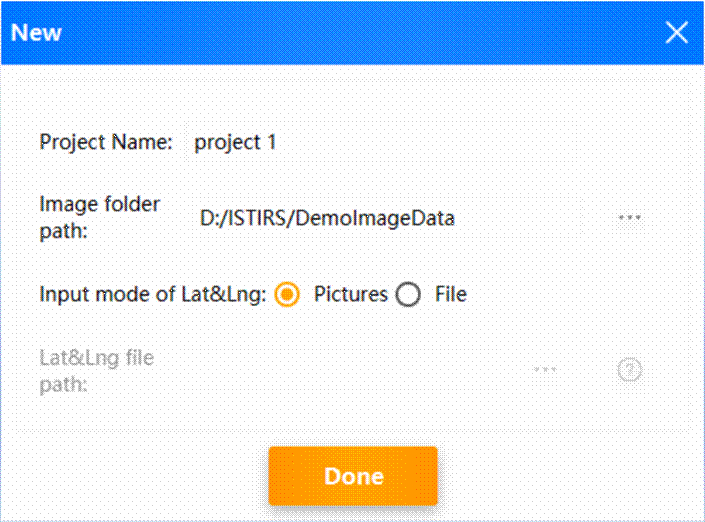 New
Project Name: project 1
Image folder path: D:/ISTIRS/DemoImageData ...
Input mode of Lat&Lng: Pictures File
Lat&Lng file path: ... ?
Done